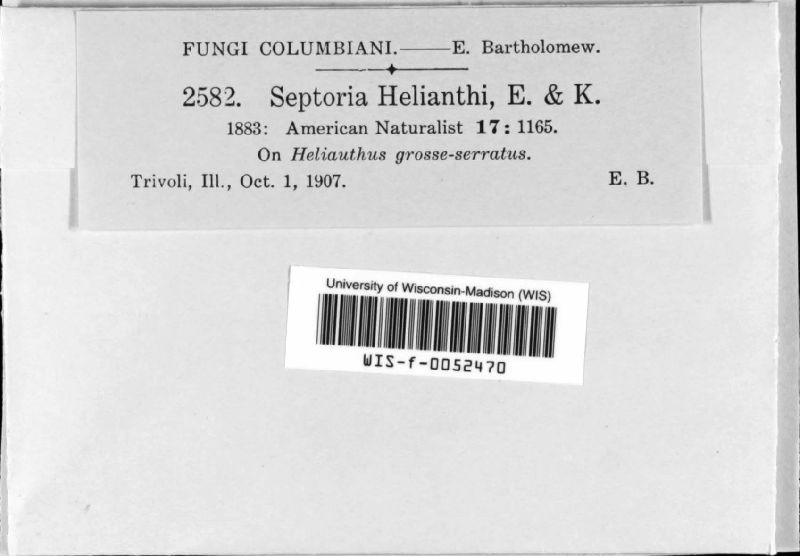 FUNGI COLUMBIANI.——E. Bartholomew.
2582. Septoria Helianthi, E. & K.
1883: American Naturalist 17: 1165.
On Heliauthus grosse-serratus.
Trivoli, Ill., Oct. 1, 1907. E. B.
University of Wisconsin-Madison (WIS)
WIS-f-0052470